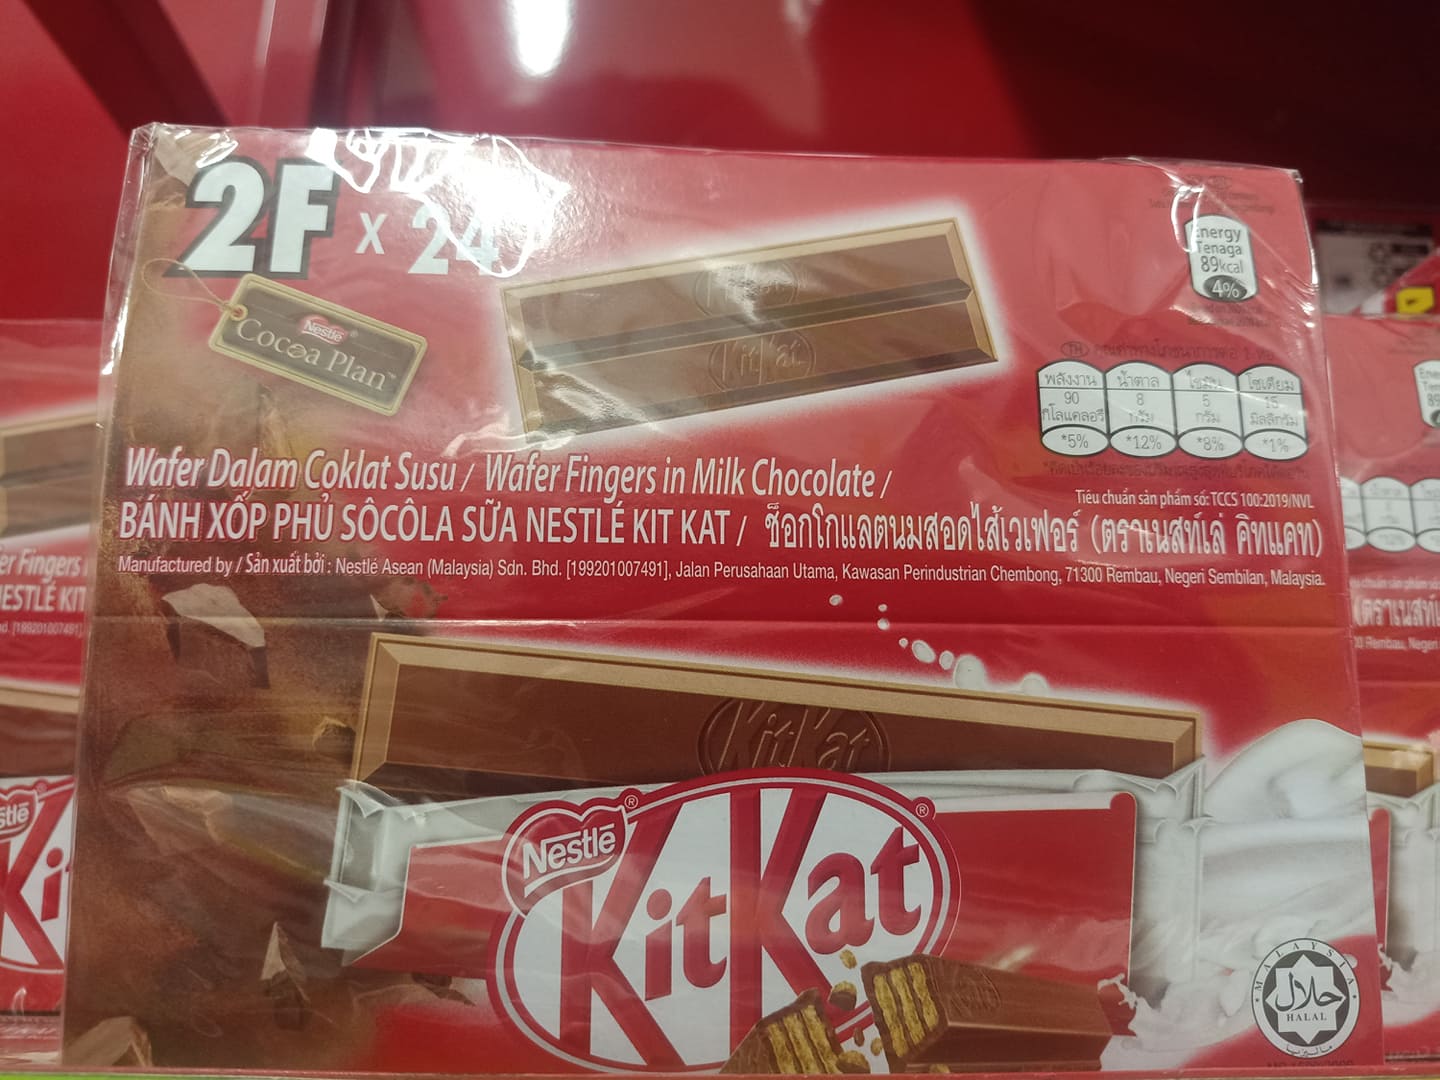 2F x 24
Nestlé
Cocoa Plan™
KitKat
Energy
Tenaga
89kcal
4%
พลังงาน น้ำตาล ไขมัน โซเดียม
90 8 5 15
กิโลแคลอรี กรัม กรัม มิลลิกรัม
*5% *12% *8% *1%
Wafer Dalam Coklat Susu / Wafer Fingers in Milk Chocolate /
Tiêu chuẩn sản phẩm số: TCCS 100:2019/NVL
BÁNH XỐP PHỦ SÔCÔLA SỮA NESTLÉ KIT KAT / ช็อกโกแลตนมสอดไส้เวเฟอร์ (ตราเนสท์เล่ คิทแคท)
Manufactured by / Sản xuất bởi : Nestlé Asean (Malaysia) Sdn. Bhd. [199201007491], Jalan Perusahaan Utama, Kawasan Perindustrian Chembong, 71300 Rembau, Negeri Sembilan, Malaysia.
KitKat
Nestlé ®
KitKat ®
MALAYSIA
حلال
HALAL
مليسيا